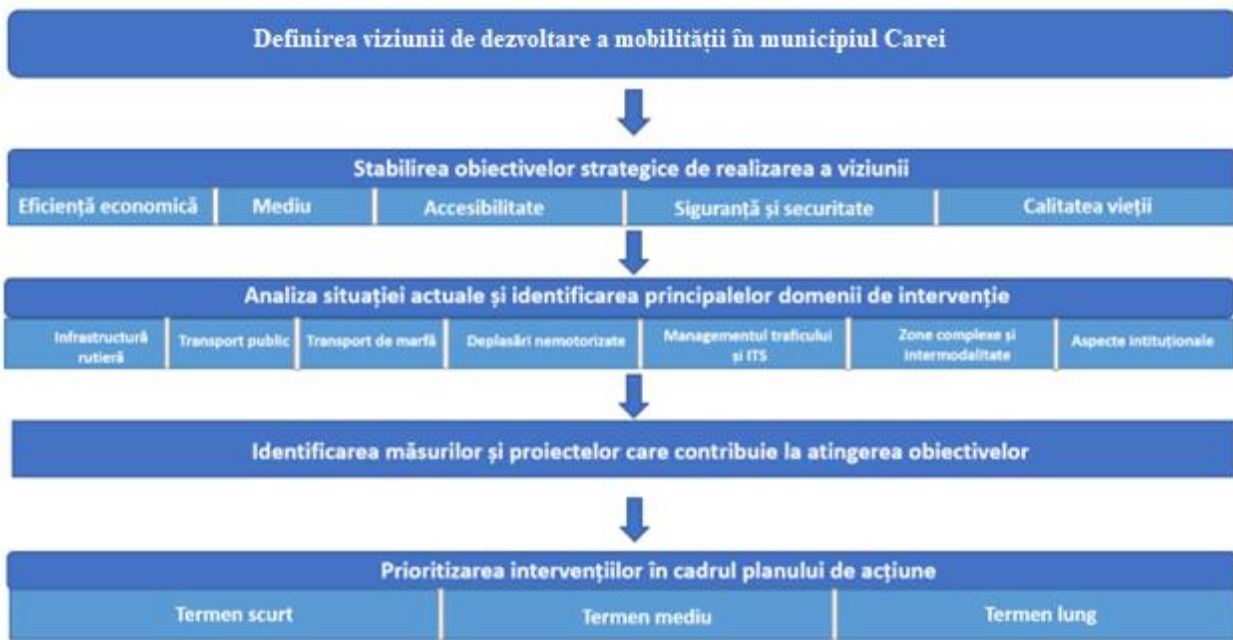 Definirea viziunii de dezvoltare a mobilității în municipiul Carei
Stabilirea obiectivelor strategice de realizarea a viziunii
Eficiență economică
Mediu
Accesibilitate
Siguranță și securitate
Calitatea vieții
Analiza situației actuale și identificarea principalelor domenii de intervenție
Infrastructură
rutieră
Transport public
Transport de marfă
Deplasări nemotorizate
Managementul traficului
și ITS
Zone complexe și
intermodalitate
Aspecte intituționale
Identificarea măsurilor și proiectelor care contribuie la atingerea obiectivelor
Prioritizarea intervențiilor în cadrul planului de acțiune
Termen scurt
Termen mediu
Termen lung